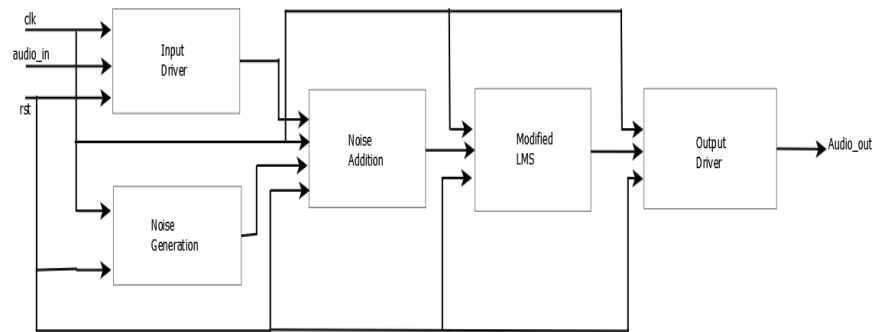 clk
audio_in
rst
Input
Driver
Noise
Generation
Noise
Addition
Modified
LMS
Output
Driver
Audio_out